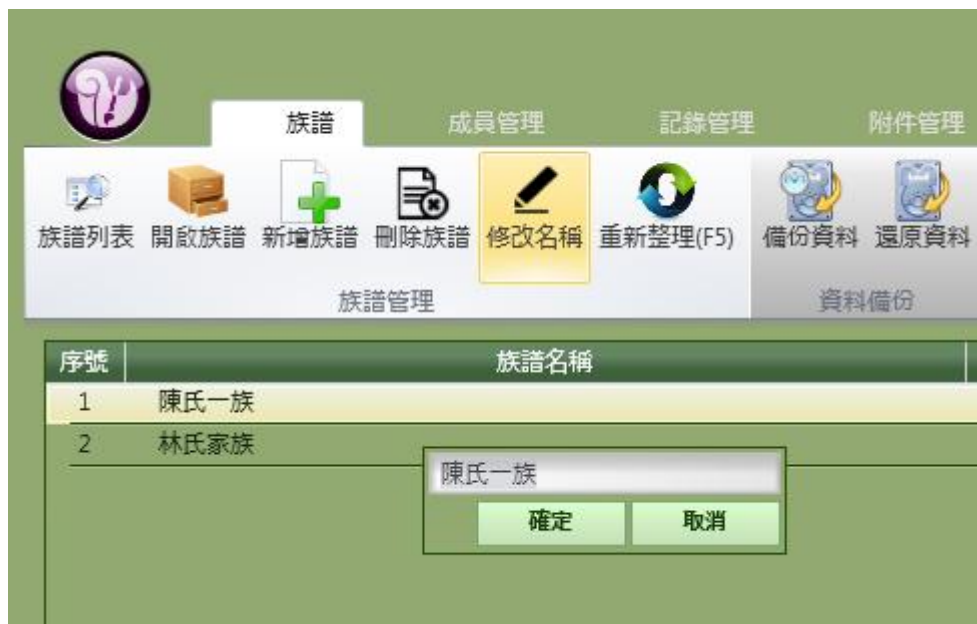 族譜 成員管理 記錄管理 附件管理
族譜列表 開啟族譜 新增族譜 刪除族譜 修改名稱 重新整理(F5) 備份資料 還原資料
族譜管理 資料備份
序號 族譜名稱
1 陳氏一族
2 林氏家族
陳氏一族
確定 取消